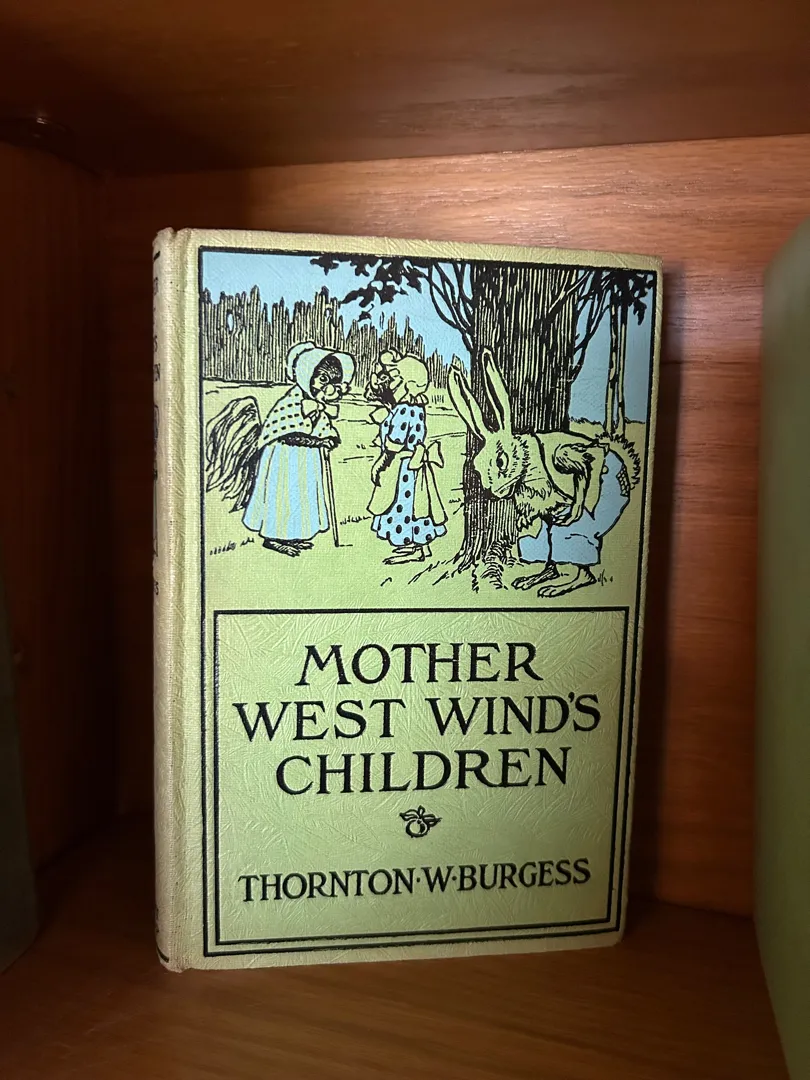 MOTHER
WEST WIND'S
CHILDREN
THORNTON·W·BURGESS